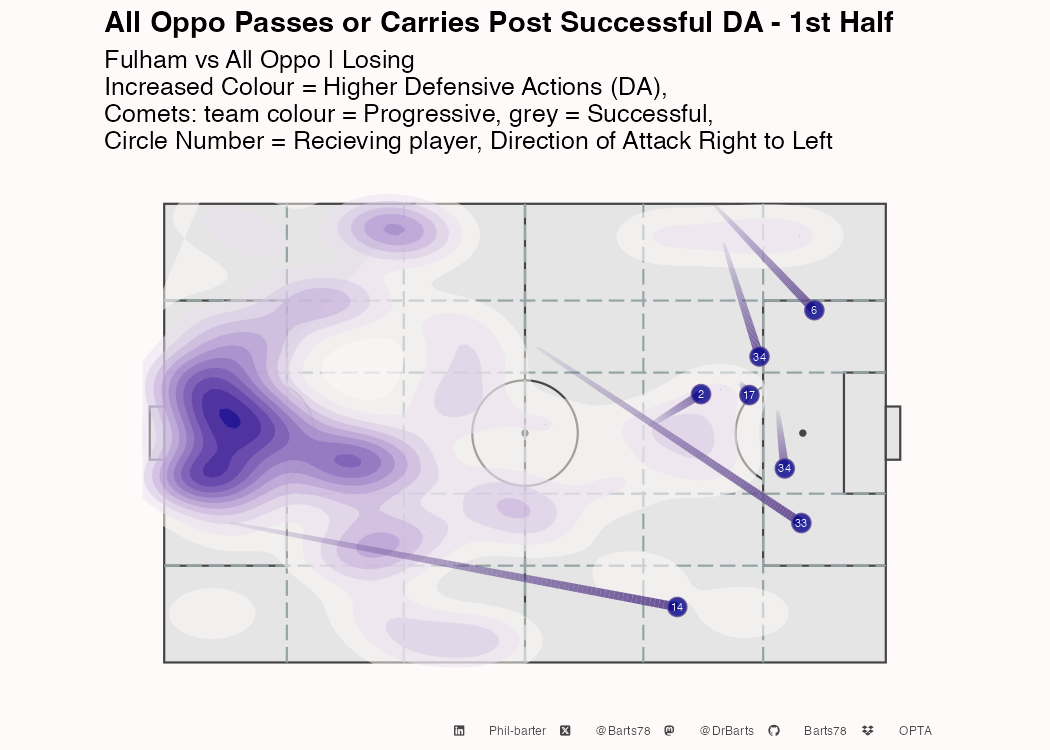 All Oppo Passes or Carries Post Successful DA - 1st Half
Fulham vs All Oppo | Losing
Increased Colour = Higher Defensive Actions (DA),
Comets: team colour = Progressive, grey = Successful,
Circle Number = Recieving player, Direction of Attack Right to Left
6
34
2
17
34
33
14
Phil-barter @Barts78 @DrBarts Barts78 OPTA